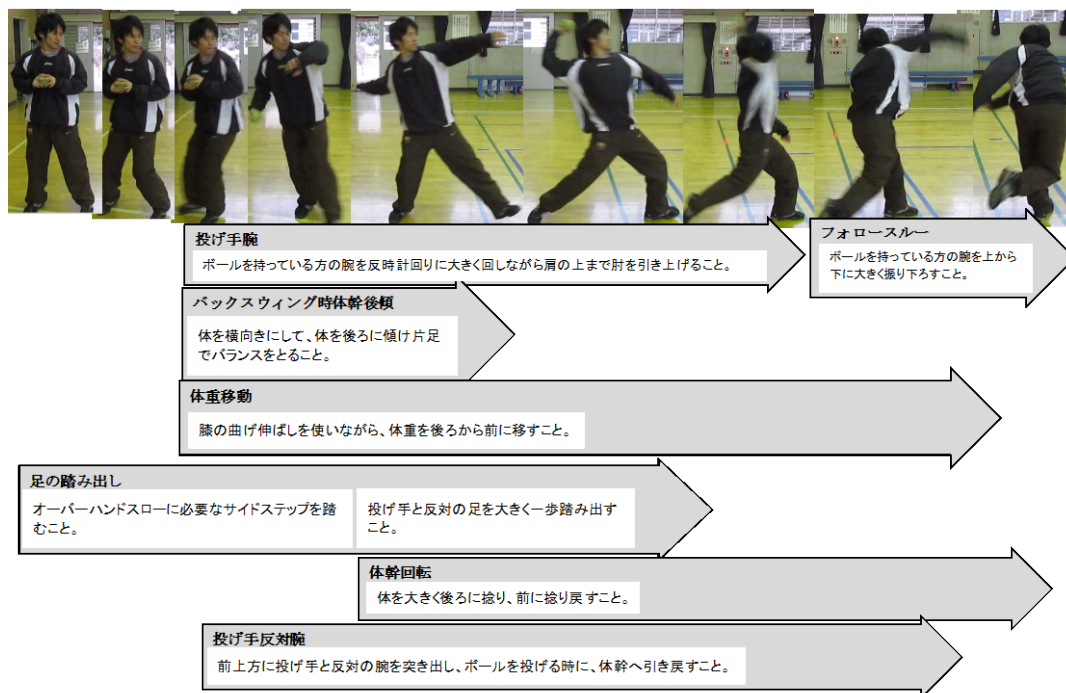 投げ手腕
ボールを持っている方の腕を反時計回りに大きく回しながら肩の上まで肘を引き上げること。
フォロースルー
ボールを持っている方の腕を上から
下に大きく振り下ろすこと。
バックスウィング時体幹後傾
体を横向きにして、体を後ろに傾け片足
でバランスをとること。
体重移動
膝の曲げ伸ばしを使いながら、体重を後ろから前に移すこと。
足の踏み出し
オーバーハンドスローに必要なサイドステップを踏
むこと。
投げ手と反対の足を大きく一歩踏み出す
こと。
体幹回転
体を大きく後ろに捻り、前に捻り戻すこと。
投げ手反対腕
前上方に投げ手と反対の腕を突き出し、ボールを投げる時に、体幹へ引き戻すこと。